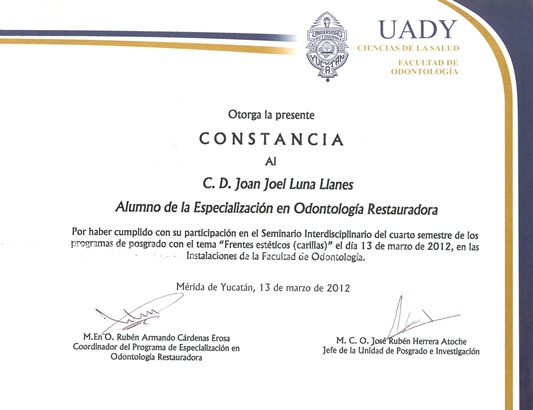 UADY
CIENCIAS DE LA SALUD
FACULTAD DE
ODONTOLOGÍA
Otorga la presente
CONSTANCIA
Al
C. D. Joan Joel Luna Llanes
Alumno de la Especialización en Odontología Restauradora
Por haber cumplido con su participación en el Seminario Interdisciplinario del cuarto semestre de los
programas de posgrado con el tema "Frentes estéticos (carillas)" el día 13 de marzo de 2012, en las
Instalaciones de la Facultad de Odontología.
Mérida de Yucatán, 13 de marzo de 2012
M.En O. Rubén Armando Cárdenas Erosa
Coordinador del Programa de Especialización en
Odontología Restauradora
M. C. O. José Rubén Herrera Atoche
Jefe de la Unidad de Posgrado e Investigación